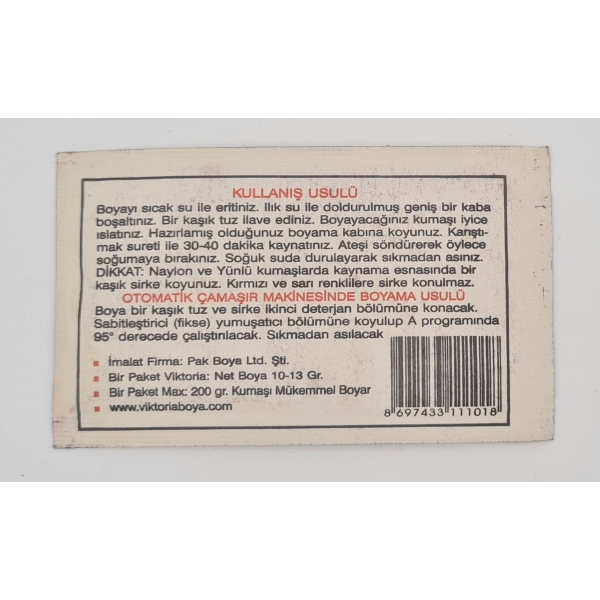 KULLANIŞ USULÜ
Boyayı sıcak su ile eritiniz. Ilık su ile doldurulmuş geniş bir kaba
boşaltınız. Bir kaşık tuz ilave ediniz. Boyayacağınız kumaşı iyice
ıslatınız. Hazırlamış olduğunuz boyama kabına koyunuz. Karıştı-
mak sureti ile 30-40 dakika kaynatınız. Ateşi söndürerek öylece
soğumaya bırakınız. Soğuk suda durulayarak sıkmadan asınız.
DİKKAT: Naylon ve Yünlü kumaşlarda kaynama esnasında bir
kaşık sirke koyunuz. Kırmızı ve sarı renklilere sirke konulmaz.
OTOMATİK ÇAMAŞIR MAKİNESİNDE BOYAMA USULÜ
Boya bir kaşık tuz ve sirke ikinci deterjan bölümüne konacak.
Sabitleştirici (fikse) yumuşatıcı bölümüne koyulup A programında
95° derecede çalıştırılacak. Sıkmadan asılacak
İmalat Firma: Pak Boya Ltd. Şti.
Bir Paket Viktoria: Net Boya 10-13 Gr.
Bir Paket Max: 200 gr. Kumaşı Mükemmel Boyar
www.viktoriaboya.com
8 697433 111018